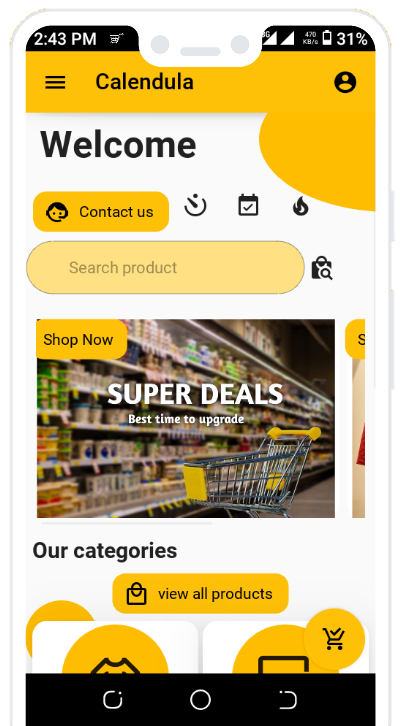 2:43 PM 3G 470 KB/s 31%
Calendula
Welcome
Contact us
Search product
Shop Now
S
SUPER DEALS
Best time to upgrade
Our categories
view all products